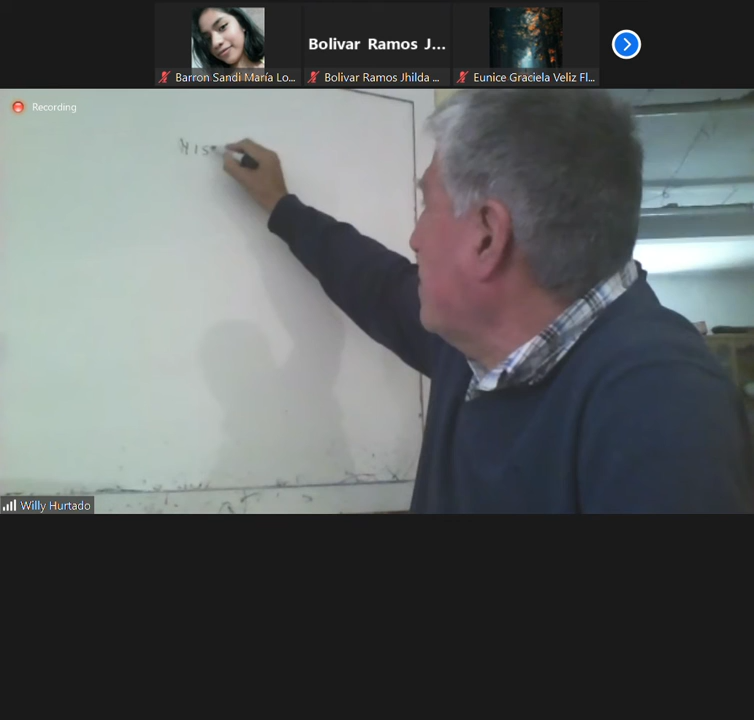 Bolivar Ramos J...
Barron Sandi María Lo...
Bolivar Ramos Jhilda ...
Eunice Graciela Veliz Fl...
Recording
HIS
Willy Hurtado